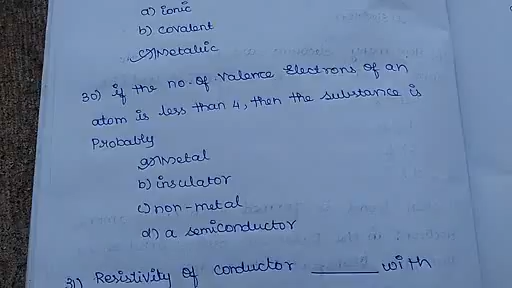 a) ionic
b) covalent
c) Metallic
30) if the no. of valence Electrons of an
atom is less than 4, then the substance is
Probably
a) Metal
b) insulator
c) non-metal
d) a semiconductor
31) Resistivity of conductor ______ with